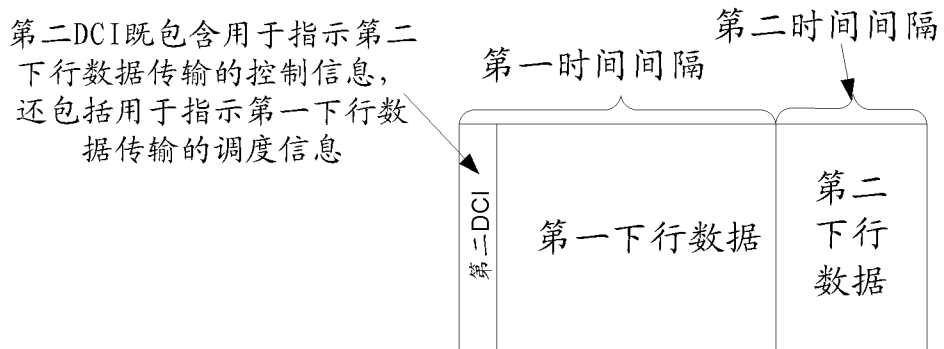 第二DCI既包含用于指示第二
下行数据传输的控制信息,
还包括用于指示第一下行数
据传输的调度信息
第一时间间隔
第二时间间隔
第二DCI
第一下行数据
第二
下行
数据